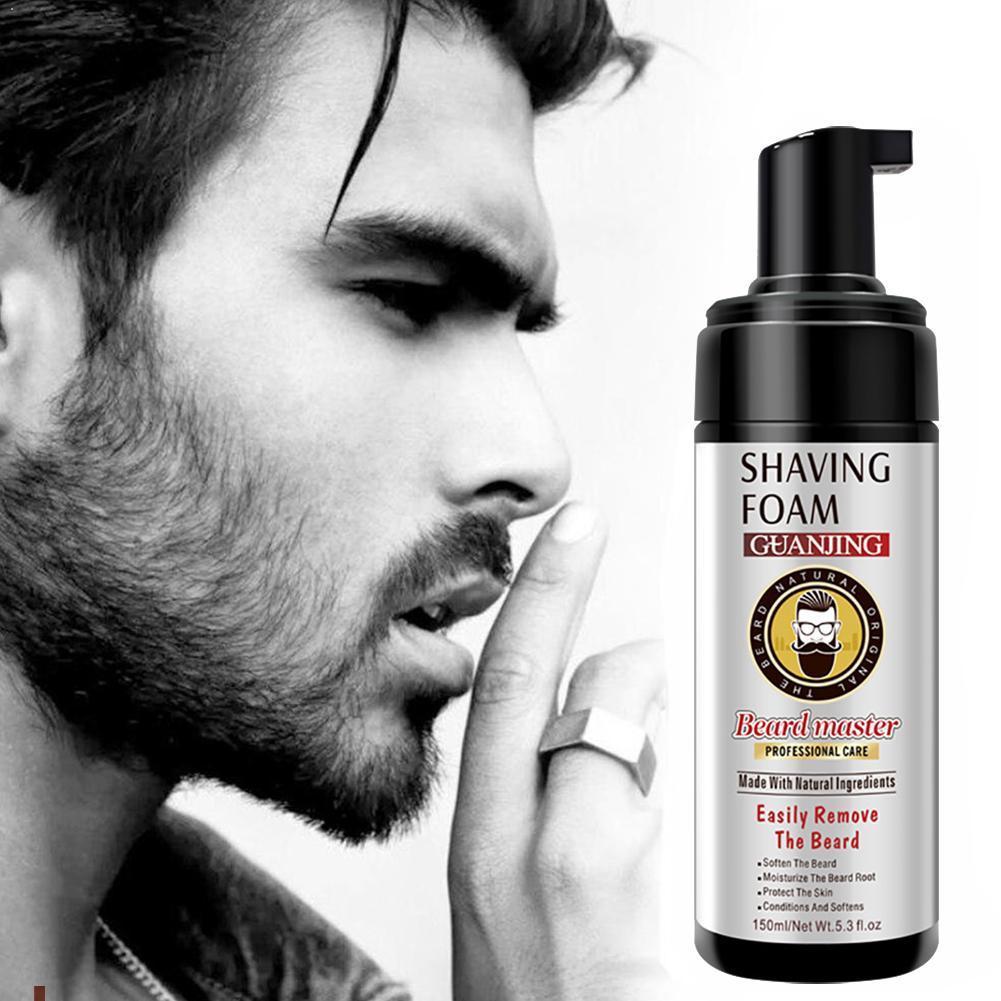 SHAVING
FOAM
GUANJING
THE BEARD NATURAL ORIGINAL
Beard master
PROFESSIONAL CARE
Made With Natural Ingredients
Easily Remove
The Beard
▪Soften The Beard
▪Moisturize The Beard Root
▪Protect The Skin
▪Conditions And Softens
150ml/Net Wt.5.3 fl.oz